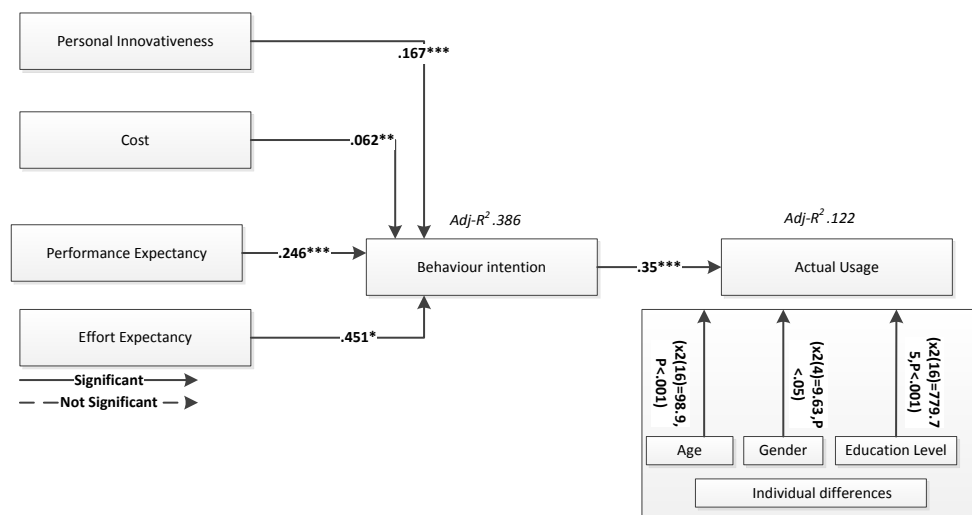 Personal Innovativeness
.167***
Cost
.062**
Adj-R² .386
Adj-R² .122
Performance Expectancy
.246***
Behaviour intention
.35***
Actual Usage
Effort Expectancy
.451*
Significant
Not Significant
(x2(16)=98.9,
P<.001)
(x2(4)=9.63,P
<.05)
(x2(16)=779.7
5,P<.001)
Age
Gender
Education Level
Individual differences